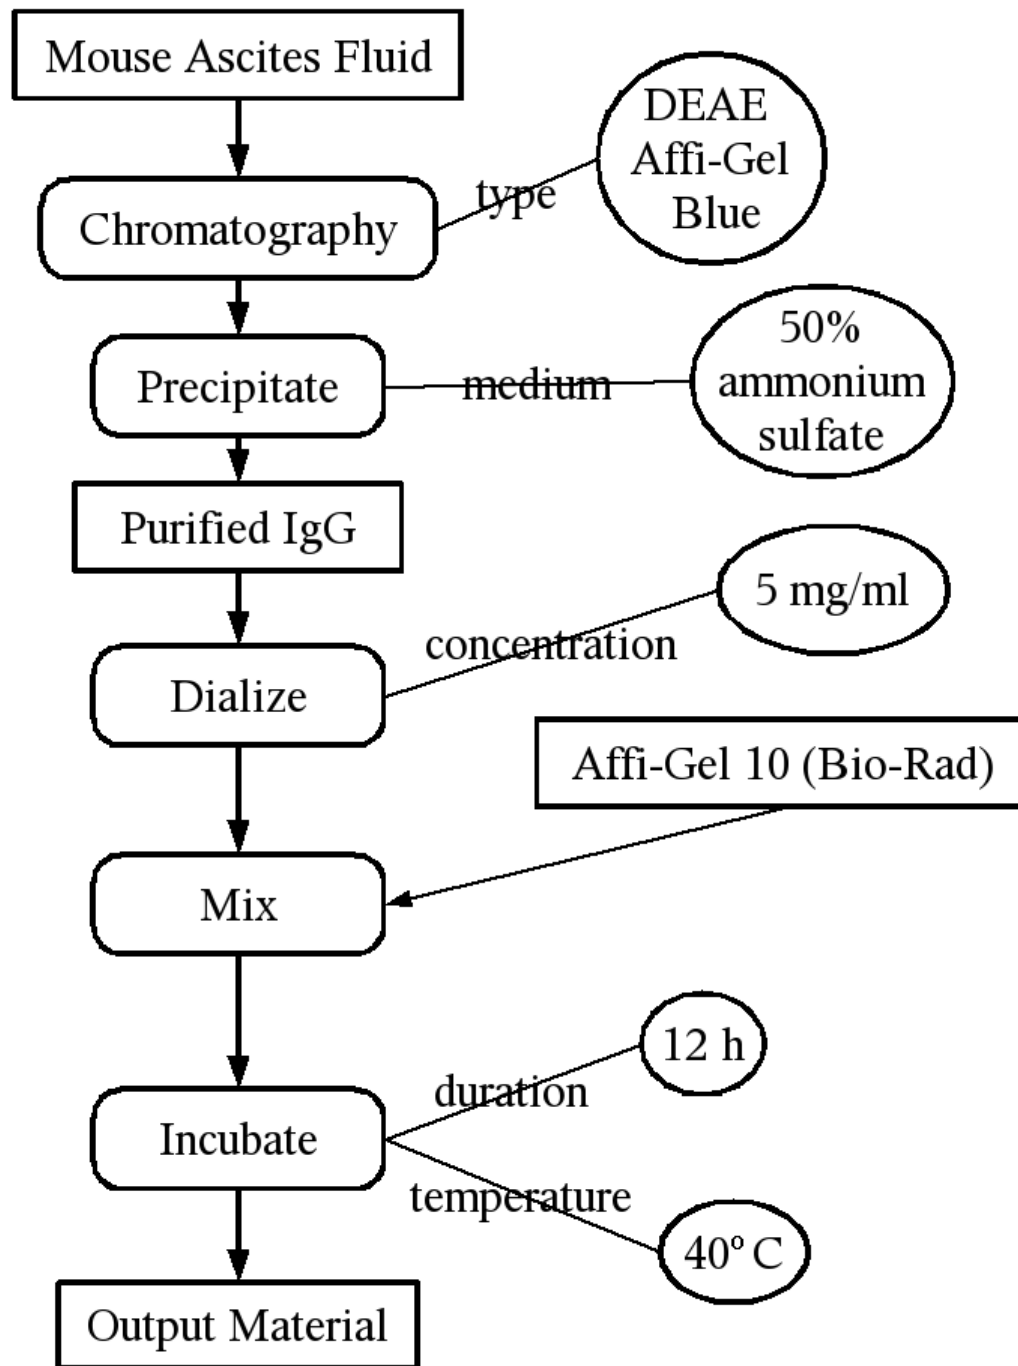 Mouse Ascites Fluid
DEAE
Affi-Gel
Blue
type
Chromatography
50%
ammonium
sulfate
Precipitate
medium
Purified IgG
5 mg/ml
concentration
Dialize
Affi-Gel 10 (Bio-Rad)
Mix
12 h
duration
Incubate
temperature
40° C
Output Material